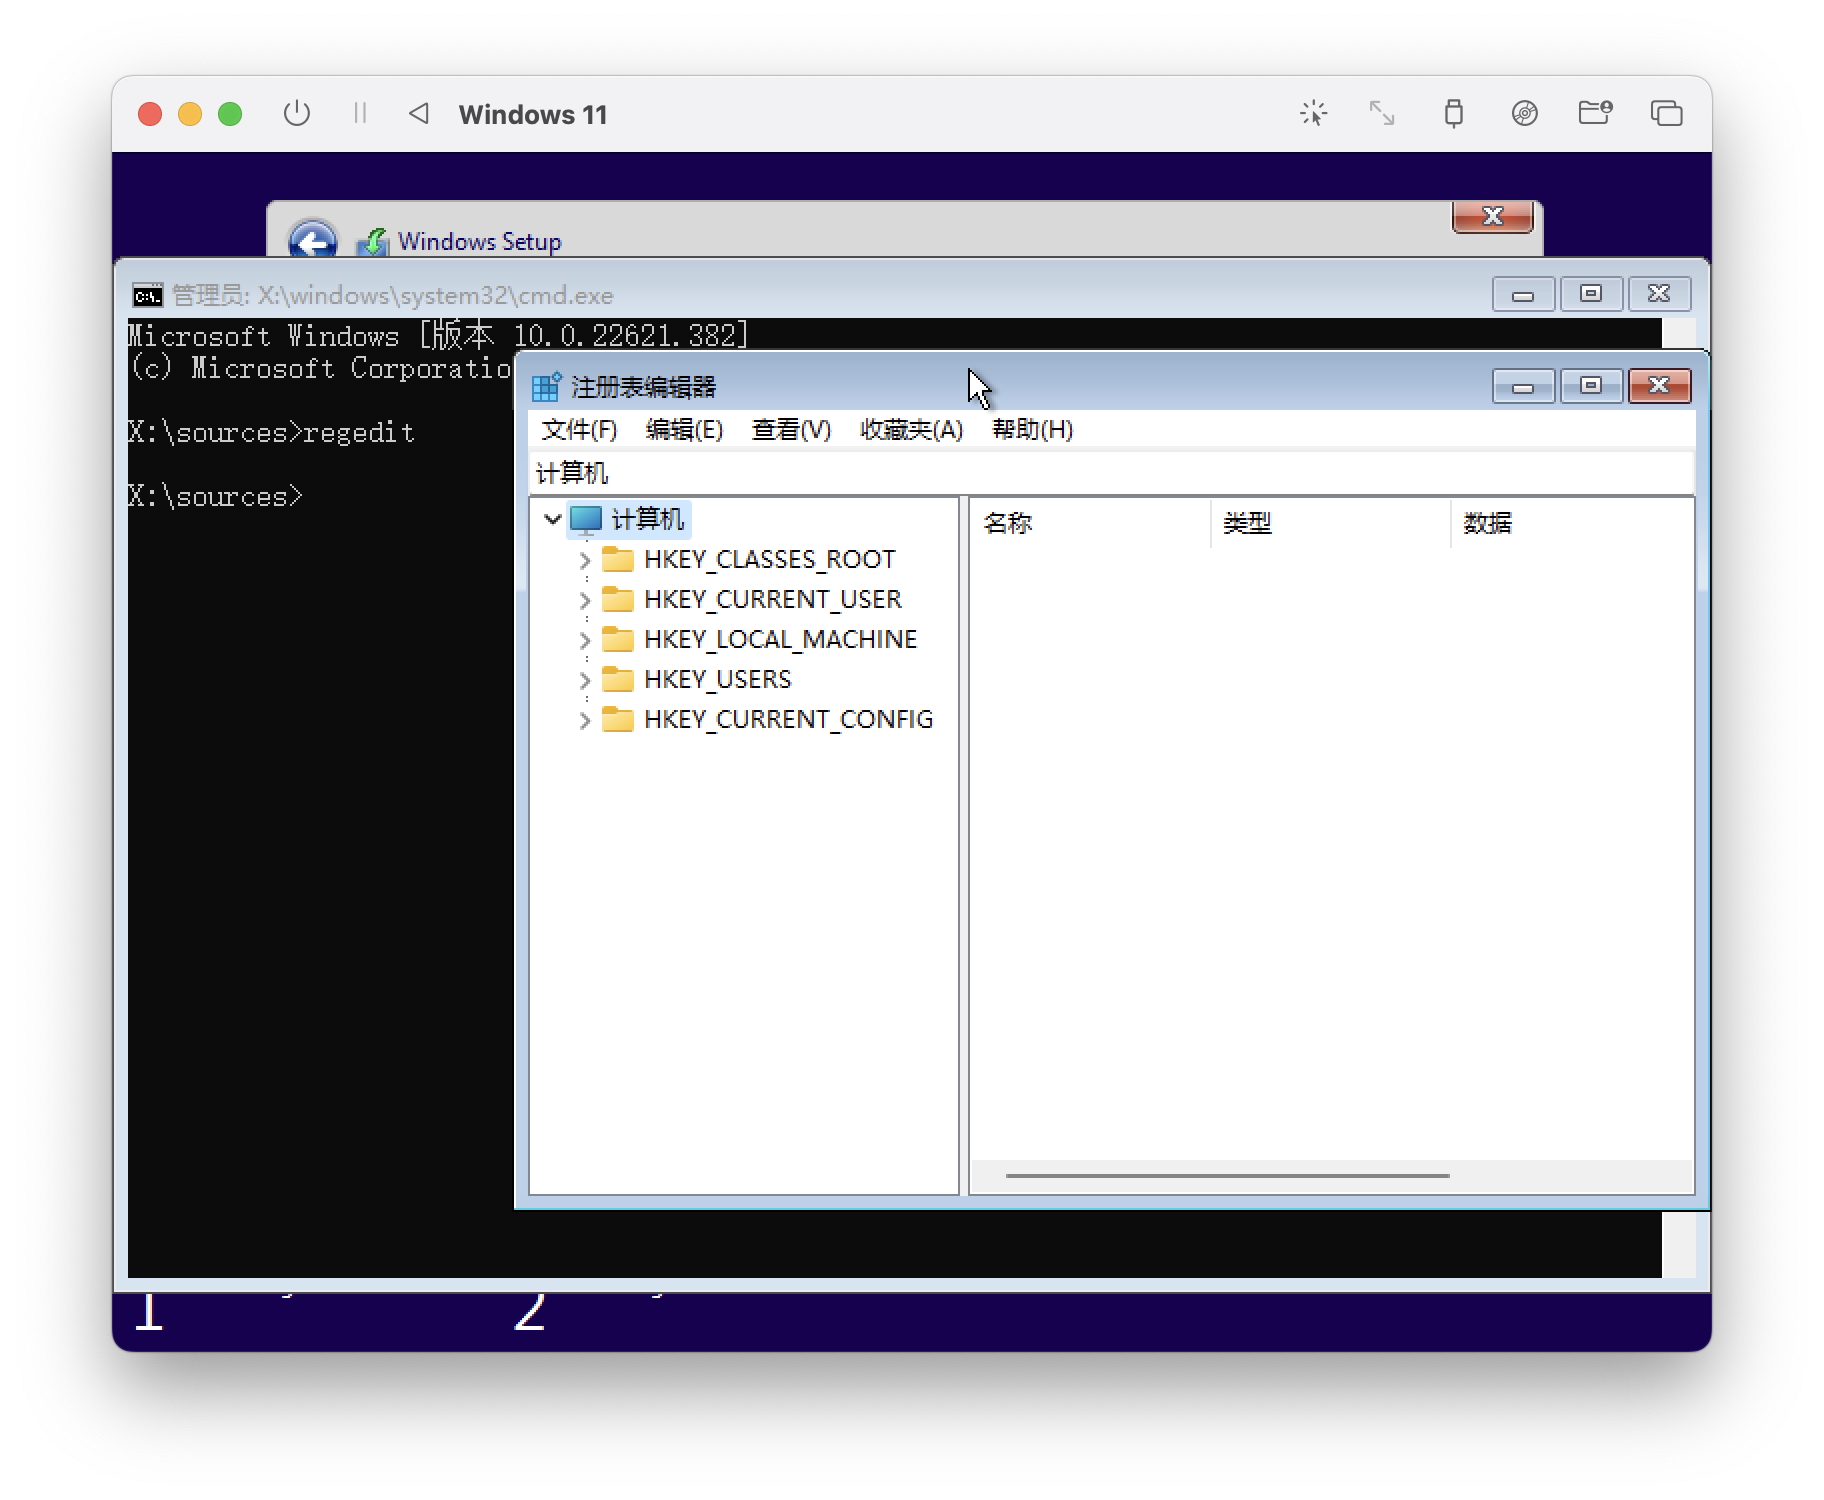 Windows 11
Windows Setup
管理员: X:\windows\system32\cmd.exe
Microsoft Windows [版本 10.0.22621.382]
(c) Microsoft Corporatio
X:\sources>regedit
X:\sources>
注册表编辑器
文件(F) 编辑(E) 查看(V) 收藏夹(A) 帮助(H)
计算机
计算机
HKEY_CLASSES_ROOT
HKEY_CURRENT_USER
HKEY_LOCAL_MACHINE
HKEY_USERS
HKEY_CURRENT_CONFIG
名称 类型 数据
1 2